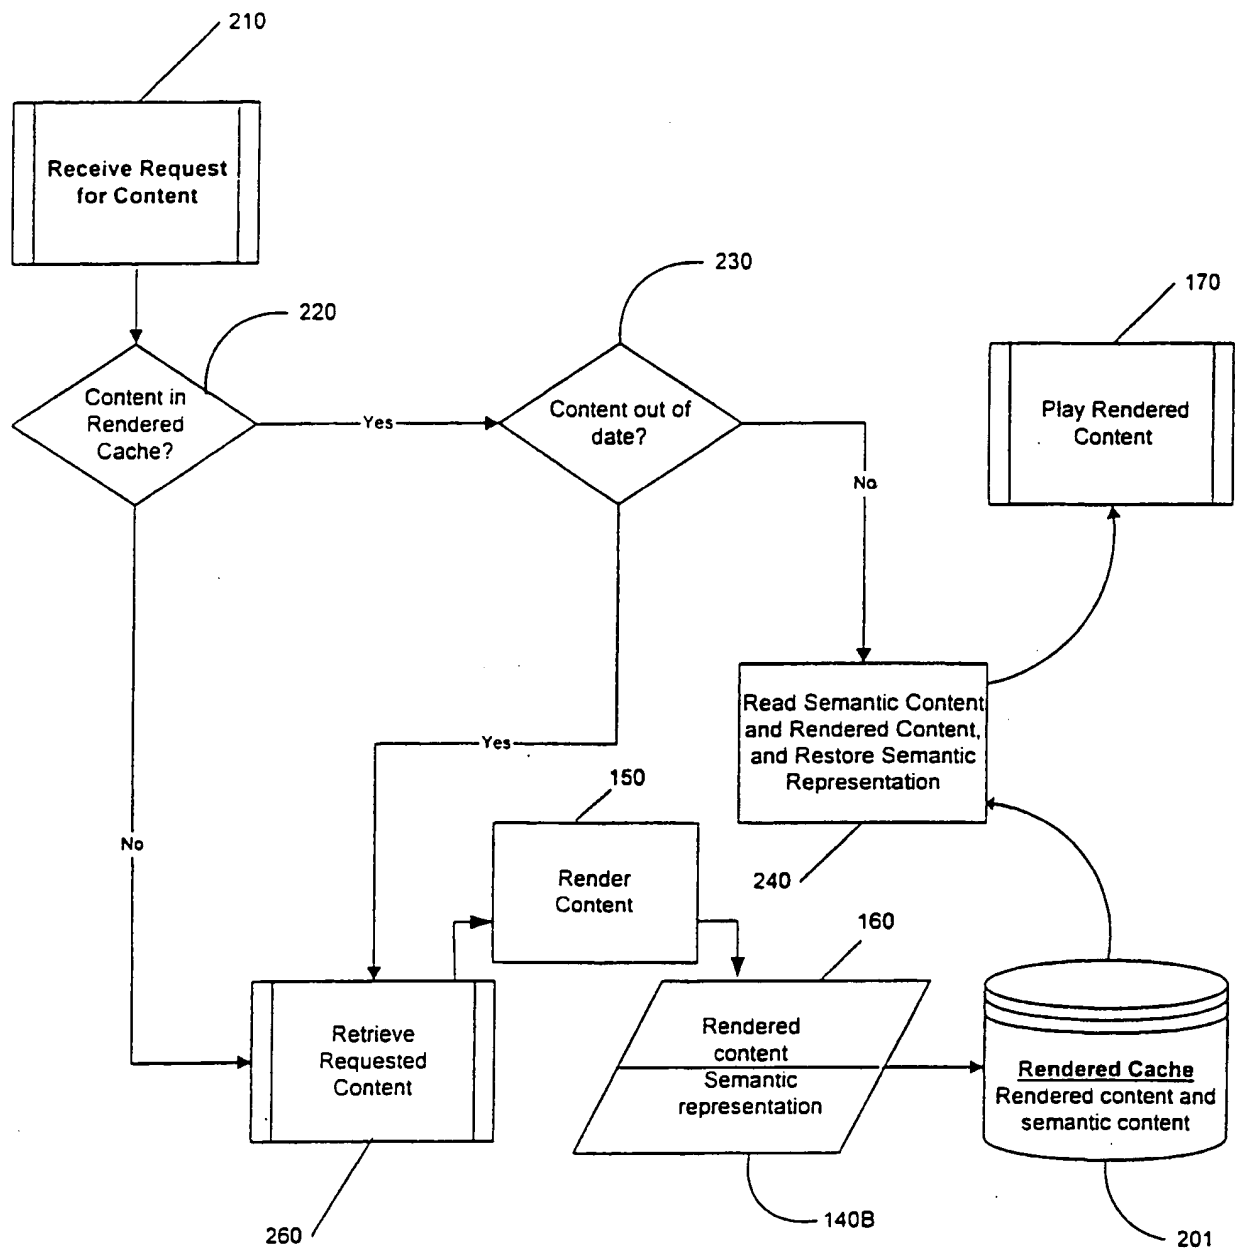 210
Receive Request
for Content
230
170
220
Content in
Rendered
Cache?
Yes
Content out of
date?
No
Play Rendered
Content
Read Semantic Content
and Rendered Content,
and Restore Semantic
Representation
Yes
150
No
240
Render
Content
160
Retrieve
Requested
Content
Rendered
content
Semantic
representation
Rendered Cache
Rendered content and
semantic content
260
140B
201